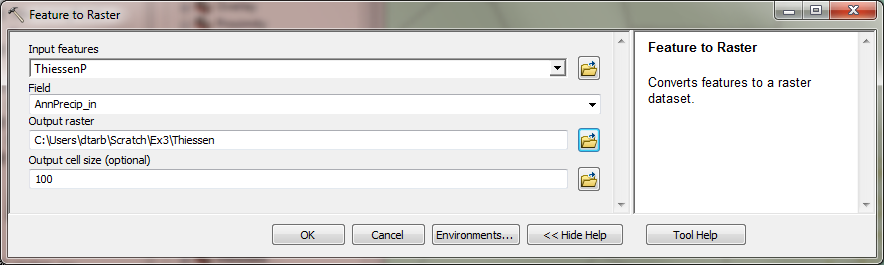 Feature to Raster
Input features
ThiessenP
Field
AnnPrecip_in
Output raster
C:\Users\dtarb\Scratch\Ex3\Thiessen
Output cell size (optional)
100
OK
Cancel
Environments...
<< Hide Help
Feature to Raster
Converts features to a raster
dataset.
Tool Help